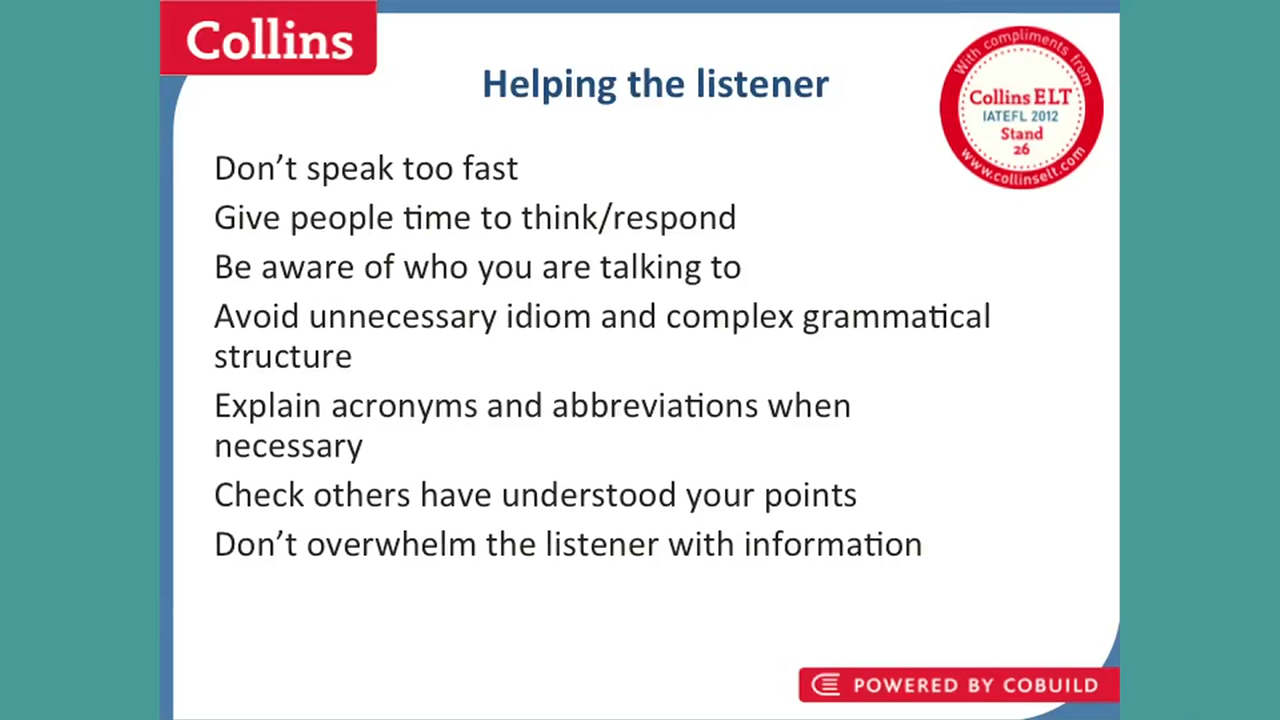 Collins
Helping the listener
With compliments from
Collins ELT
IATEFL 2012
Stand
26
www.collinselt.com
Don’t speak too fast
Give people time to think/respond
Be aware of who you are talking to
Avoid unnecessary idiom and complex grammatical
structure
Explain acronyms and abbreviations when
necessary
Check others have understood your points
Don’t overwhelm the listener with information
POWERED BY COBUILD